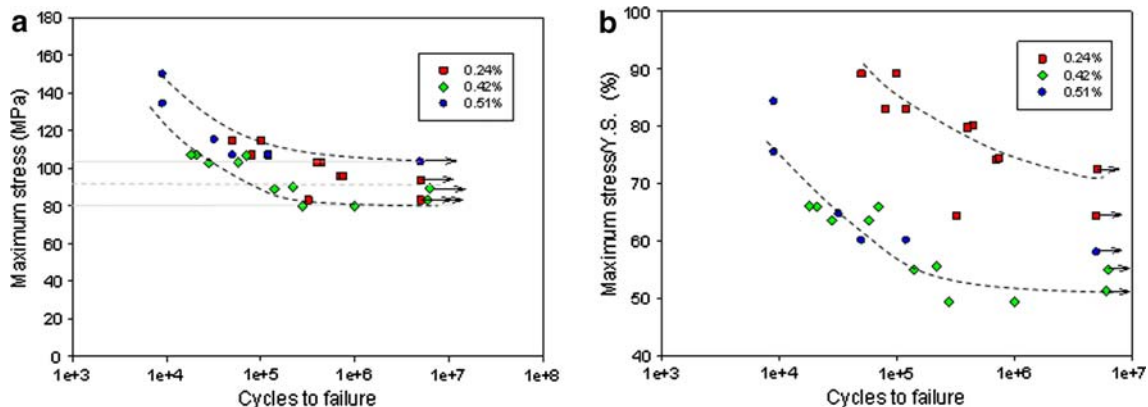 a
Maximum stress (MPa)
180
160
140
120
100
80
60
40
20
0
1e+3
1e+4
1e+5
1e+6
1e+7
1e+8
Cycles to failure
0.24%
0.42%
0.51%
b
Maximum stress/Y.S. (%)
100
90
80
70
60
50
40
1e+3
1e+4
1e+5
1e+6
1e+7
Cycles to failure
0.24%
0.42%
0.51%